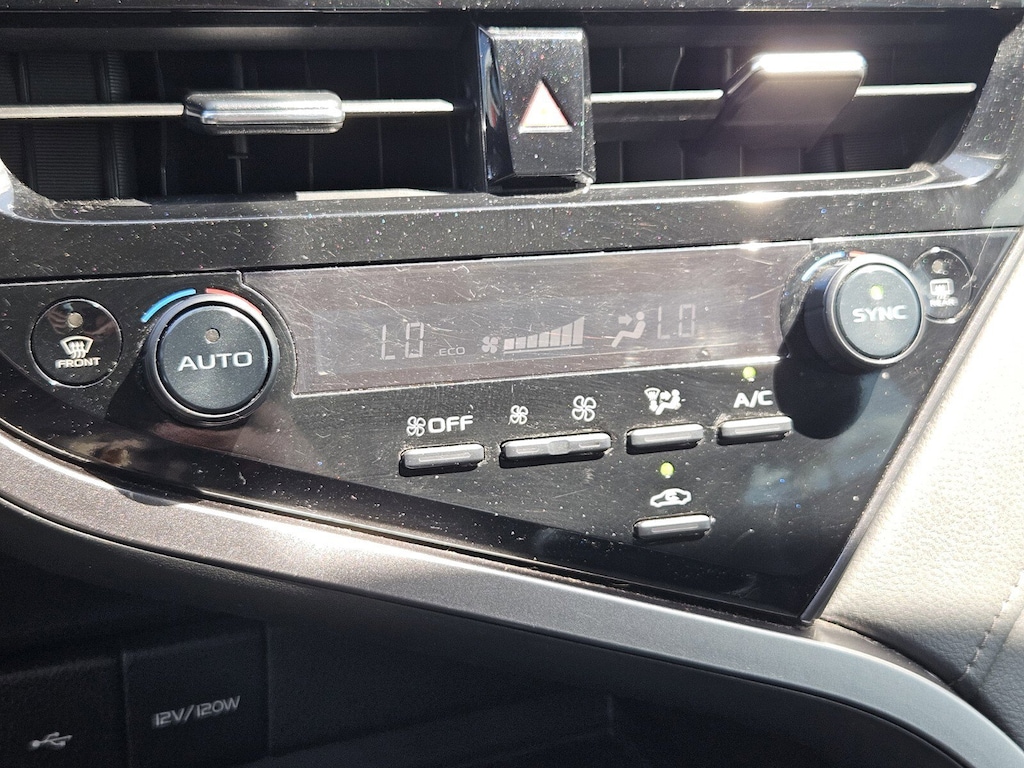 FRONT
AUTO
LO
ECO
LO
SYNC
OFF
A/C
12V/120W